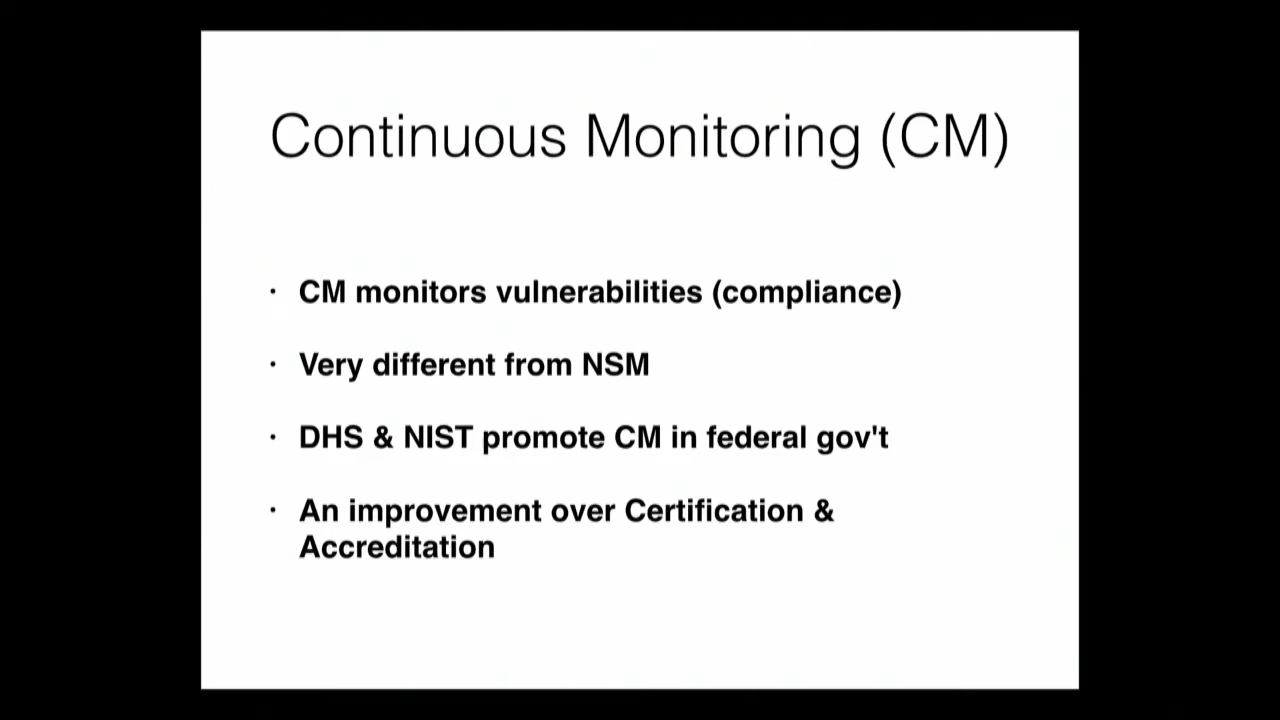 Continuous Monitoring (CM)
· CM monitors vulnerabilities (compliance)
· Very different from NSM
· DHS & NIST promote CM in federal gov't
· An improvement over Certification &
Accreditation